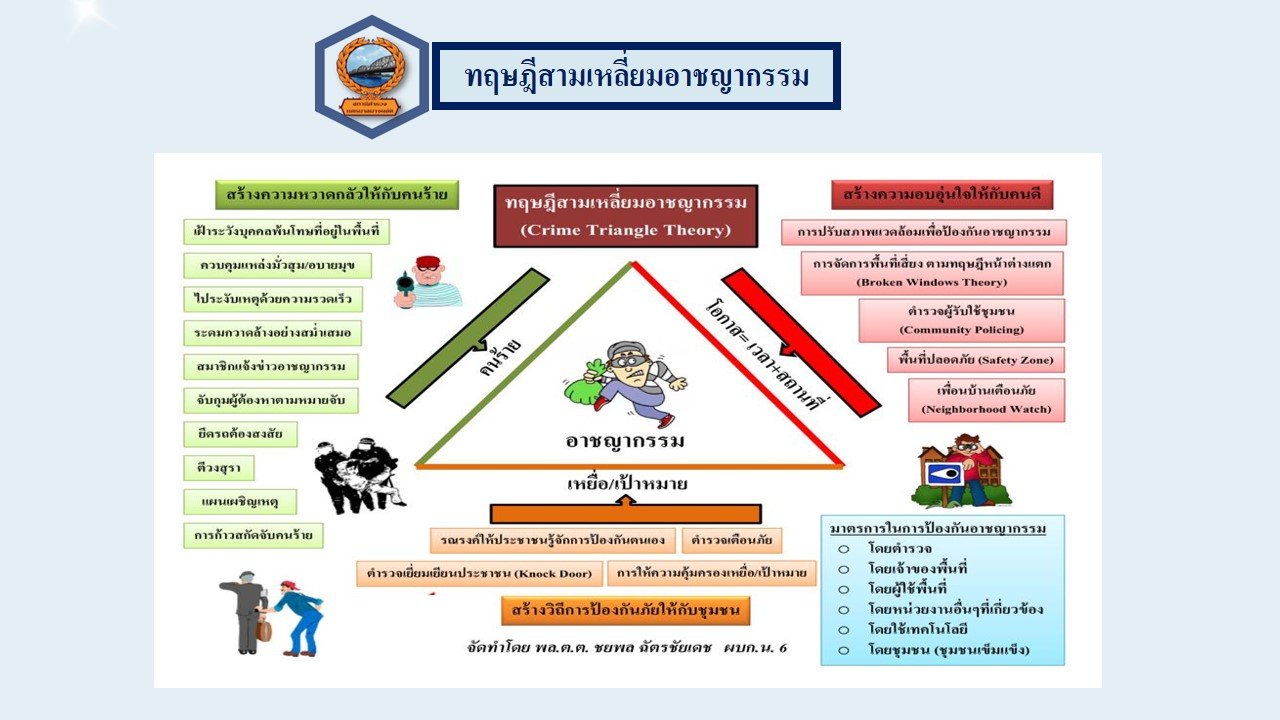 ทฤษฎีสามเหลี่ยมอาชญากรรม
สถานีตำรวจ
สร้างความหวาดกลัวให้กับคนร้าย
เฝ้าระวังบุคคลพ้นโทษที่อยู่ในพื้นที่
ควบคุมแหล่งมั่วสุม/อบายมุข
ไประงับเหตุด้วยความรวดเร็ว
ระดมกวาดล้างอย่างสม่ำเสมอ
สมาชิกแจ้งข่าวอาชญากรรม
จับกุมผู้ต้องหาตามหมายจับ
ยึดรถต้องสงสัย
ตีวงสุรา
แผนเผชิญเหตุ
การก้าวสกัดจับคนร้าย
ทฤษฎีสามเหลี่ยมอาชญากรรม
(Crime Triangle Theory)
คนร้าย
โอกาส= เวลา+สถานที่
อาชญากรรม
เหยื่อ/เป้าหมาย
รณรงค์ให้ประชาชนรู้จักการป้องกันตนเอง
ตำรวจเตือนภัย
ตำรวจเยี่ยมเยียนประชาชน (Knock Door)
การให้ความคุ้มครองเหยื่อ/เป้าหมาย
สร้างวิถีการป้องกันภัยให้กับชุมชน
จัดทำโดย พล.ต.ต. ชยพล ฉัตรชัยเดช ผบก.น. 6
สร้างความอบอุ่นใจให้กับคนดี
การปรับสภาพแวดล้อมเพื่อป้องกันอาชญากรรม
การจัดการพื้นที่เสี่ยง ตามทฤษฎีหน้าต่างแตก
(Broken Windows Theory)
ตำรวจผู้รับใช้ชุมชน
(Community Policing)
พื้นที่ปลอดภัย (Safety Zone)
เพื่อนบ้านเตือนภัย
(Neighborhood Watch)
มาตรการในการป้องกันอาชญากรรม
o โดยตำรวจ
o โดยเจ้าของพื้นที่
o โดยผู้ใช้พื้นที่
o โดยหน่วยงานอื่นๆที่เกี่ยวข้อง
o โดยใช้เทคโนโลยี
o โดยชุมชน (ชุมชนเข้มแข็ง)